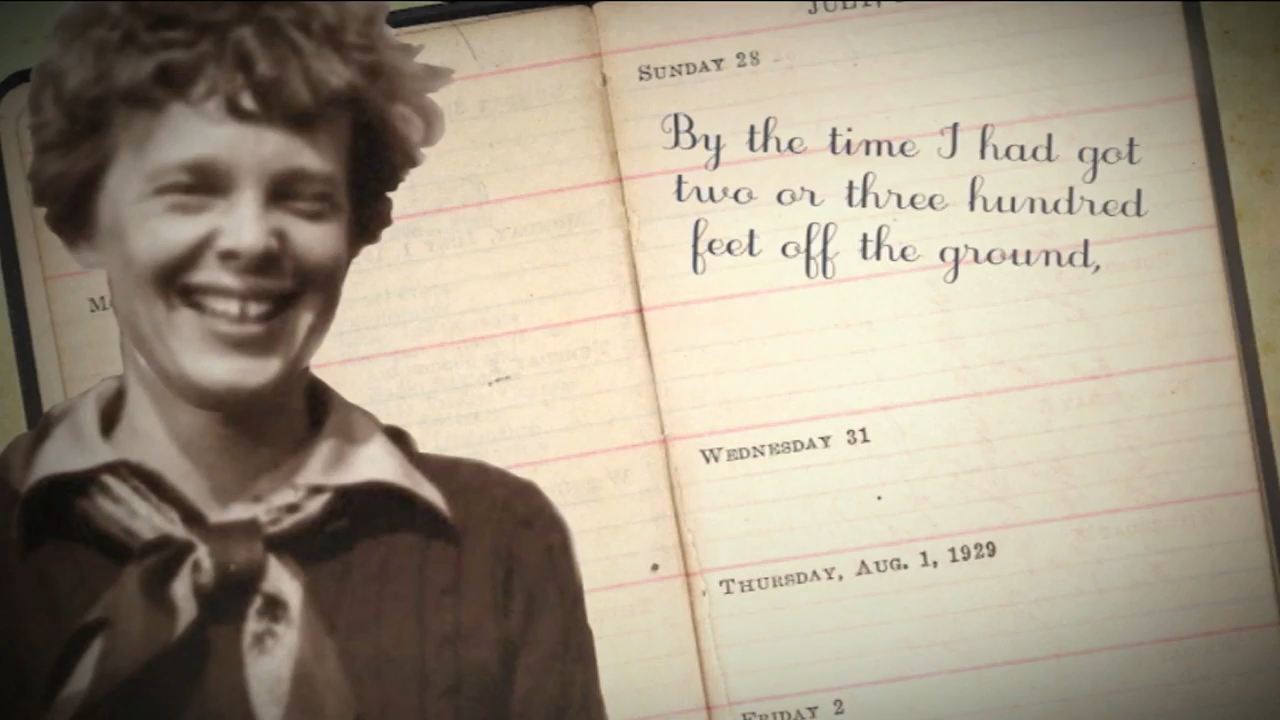 SUNDAY 28
By the time I had got
two or three hundred
feet off the ground,
WEDNESDAY 31
THURSDAY, AUG. 1, 1929
FRIDAY 2